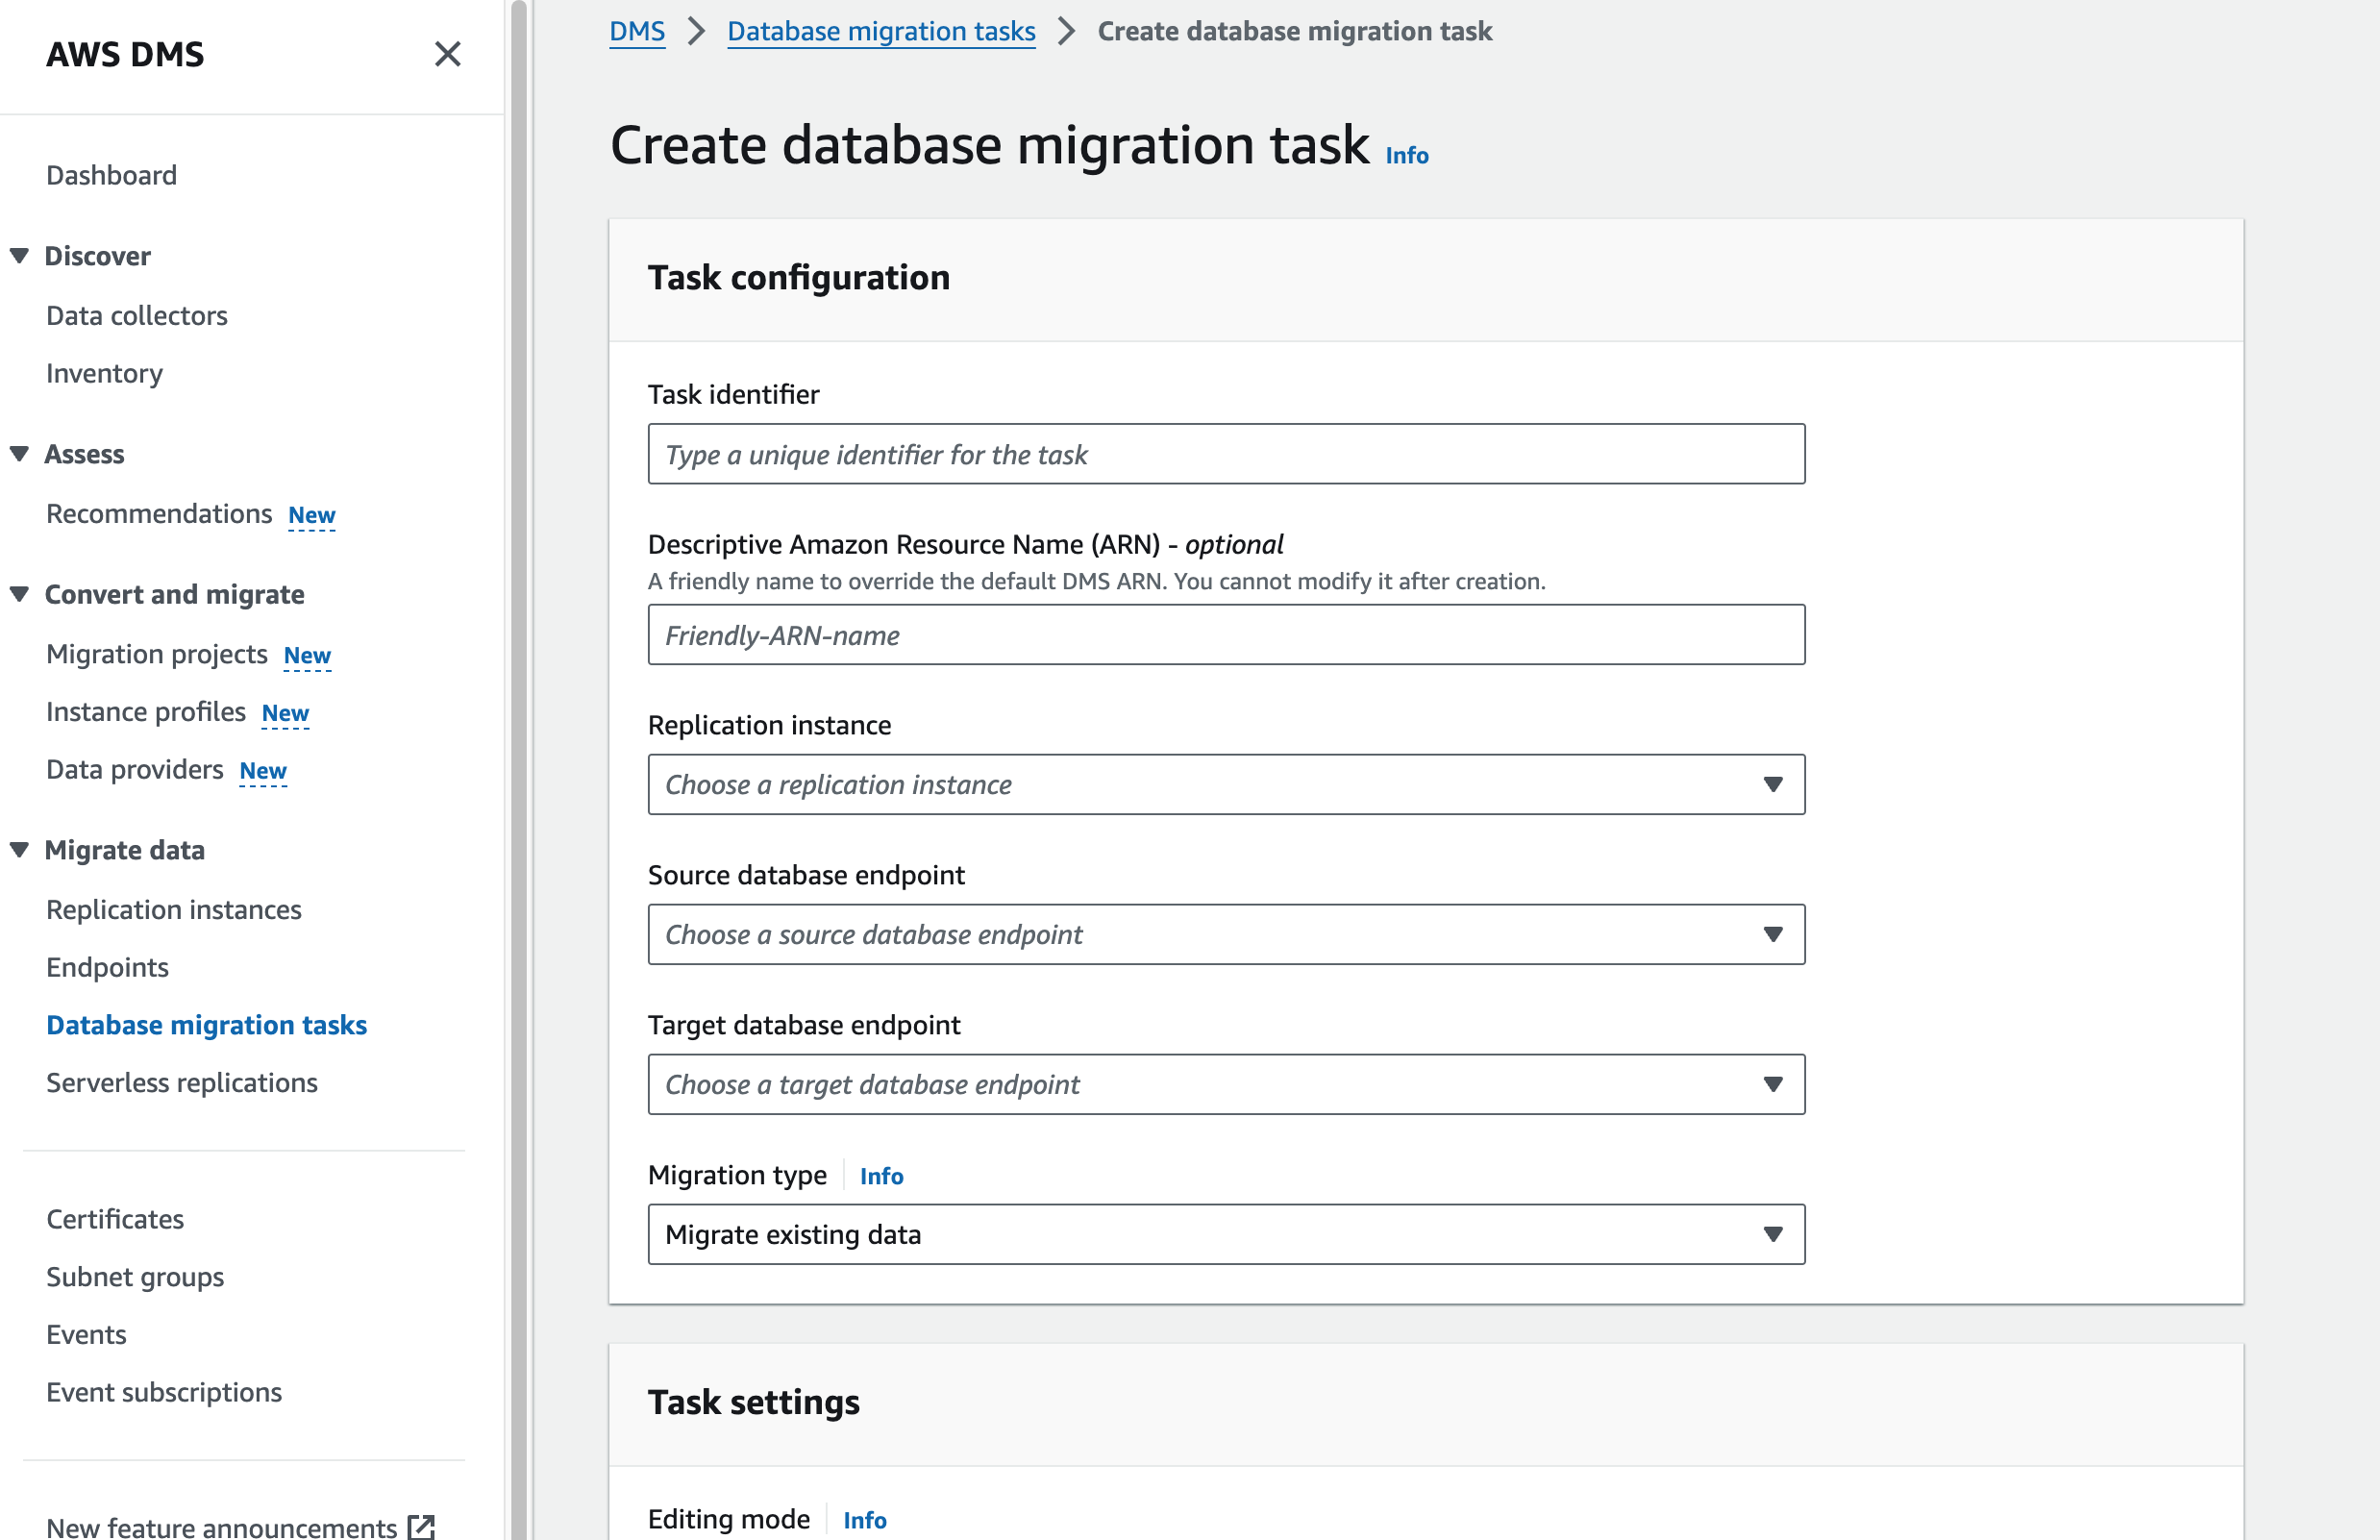 AWS DMS
Dashboard
Discover
Data collectors
Inventory
Assess
Recommendations New
Convert and migrate
Migration projects New
Instance profiles New
Data providers New
Migrate data
Replication instances
Endpoints
Database migration tasks
Serverless replications
Certificates
Subnet groups
Events
Event subscriptions
New feature announcements
DMS > Database migration tasks > Create database migration task
Create database migration task Info
Task configuration
Task identifier
Type a unique identifier for the task
Descriptive Amazon Resource Name (ARN) - optional
A friendly name to override the default DMS ARN. You cannot modify it after creation.
Friendly-ARN-name
Replication instance
Choose a replication instance
Source database endpoint
Choose a source database endpoint
Target database endpoint
Choose a target database endpoint
Migration type Info
Migrate existing data
Task settings
Editing mode Info